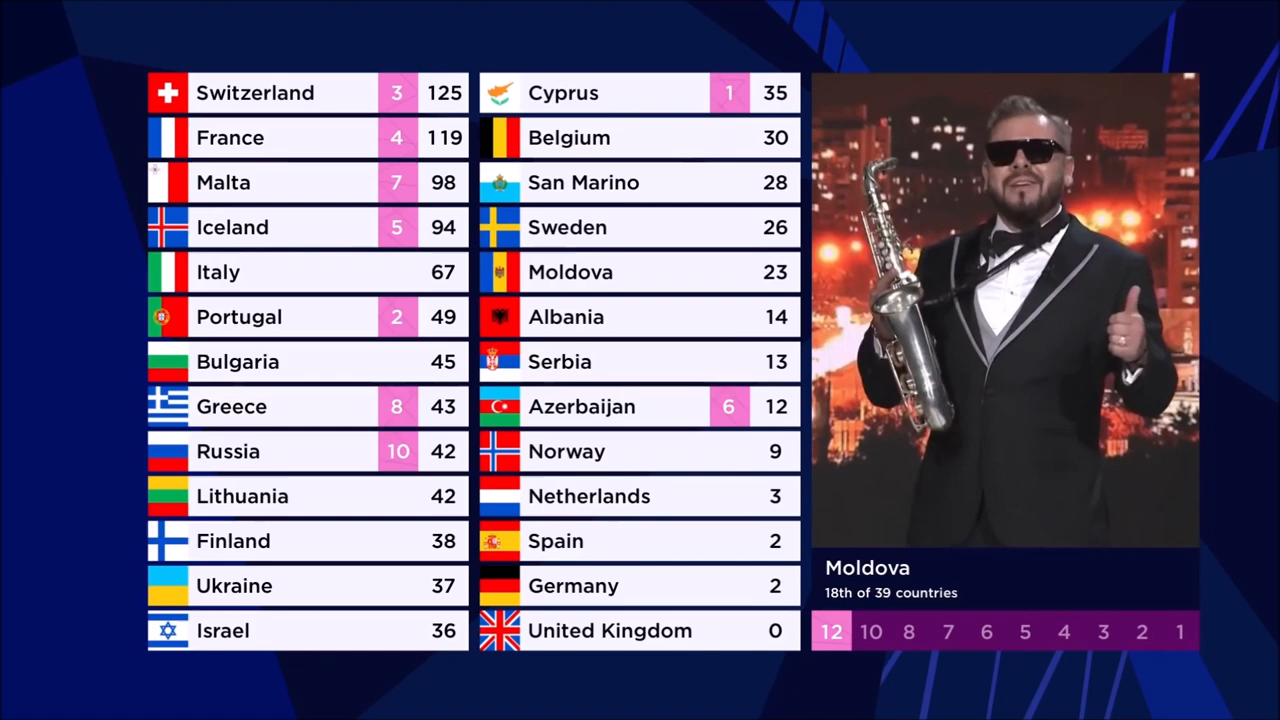 Switzerland 3 125
France 4 119
Malta 7 98
Iceland 5 94
Italy 67
Portugal 2 49
Bulgaria 45
Greece 8 43
Russia 10 42
Lithuania 42
Finland 38
Ukraine 37
Israel 36
Cyprus 1 35
Belgium 30
San Marino 28
Sweden 26
Moldova 23
Albania 14
Serbia 13
Azerbaijan 6 12
Norway 9
Netherlands 3
Spain 2
Germany 2
United Kingdom 0
Moldova
18th of 39 countries
12 10 8 7 6 5 4 3 2 1